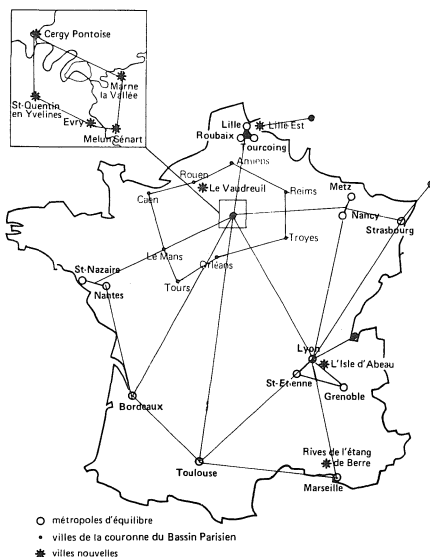 Cergy Pontoise
Marne
la Vallée
St-Quentin
en Yvelines
Evry
Melun Sénart
Lille
Lille Est
Roubaix
Tourcoing
Amiens
Rouen
Le Vaudreuil
Reims
Metz
Caen
Nancy
Strasbourg
Troyes
Le Mans
Orléans
St-Nazaire
Tours
Nantes
Lyon
L'Isle d'Abeau
St-Etienne
Grenoble
Bordeaux
Rives de l'étang
de Berre
Toulouse
Marseille
métropoles d'équilibre
villes de la couronne du Bassin Parisien
villes nouvelles